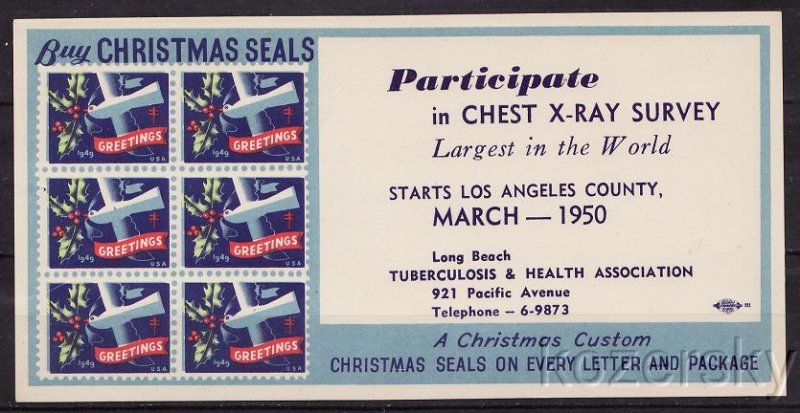 Buy CHRISTMAS SEALS
1949 GREETINGS USA
1949 GREETINGS USA
1949 GREETINGS USA
1949 GREETINGS USA
1949 GREETINGS USA
1949 GREETINGS USA
Participate
in CHEST X-RAY SURVEY
Largest in the World
STARTS LOS ANGELES COUNTY,
MARCH — 1950
Long Beach
TUBERCULOSIS & HEALTH ASSOCIATION
921 Pacific Avenue
Telephone - 6-9873
A Christmas Custom
CHRISTMAS SEALS ON EVERY LETTER AND PACKAGE
kozersky